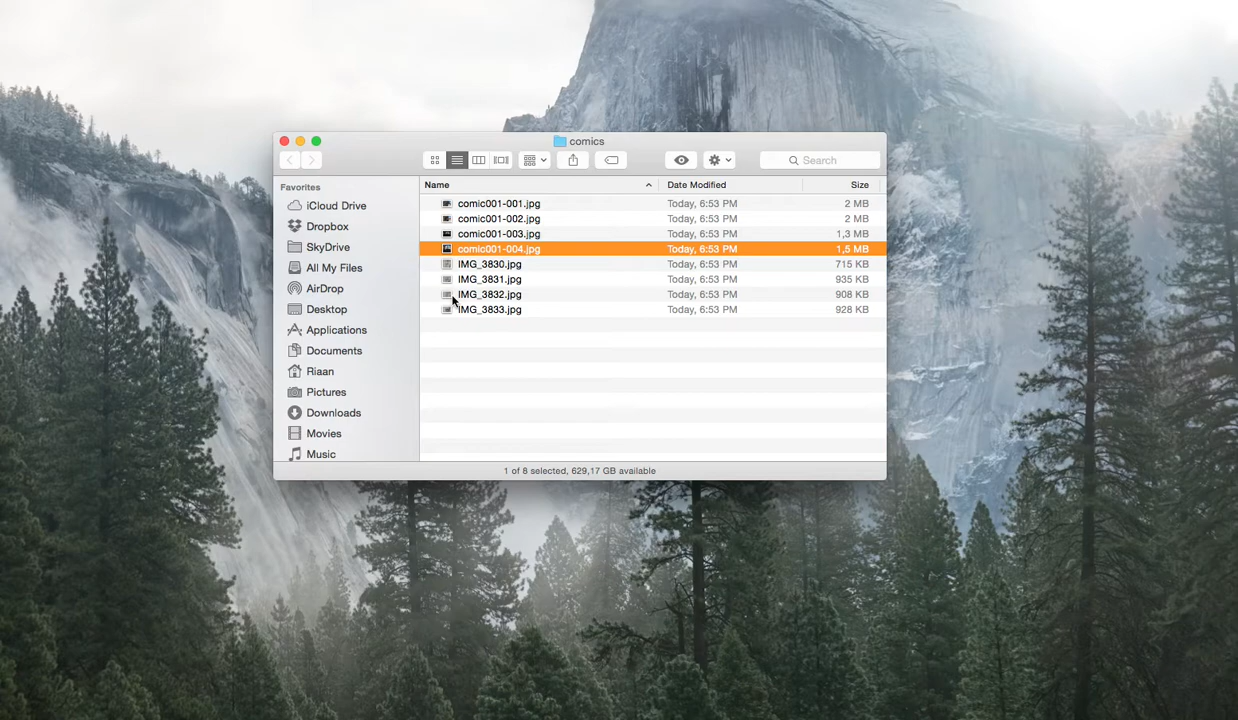 comics
Search
Favorites
iCloud Drive
Dropbox
SkyDrive
All My Files
AirDrop
Desktop
Applications
Documents
Riaan
Pictures
Downloads
Movies
Music
Name Date Modified Size
comic001-001.jpg Today, 6:53 PM 2 MB
comic001-002.jpg Today, 6:53 PM 2 MB
comic001-003.jpg Today, 6:53 PM 1,3 MB
comic001-004.jpg Today, 6:53 PM 1,5 MB
IMG_3830.jpg Today, 6:53 PM 715 KB
IMG_3831.jpg Today, 6:53 PM 935 KB
IMG_3832.jpg Today, 6:53 PM 908 KB
IMG_3833.jpg Today, 6:53 PM 928 KB
1 of 8 selected, 629,17 GB available